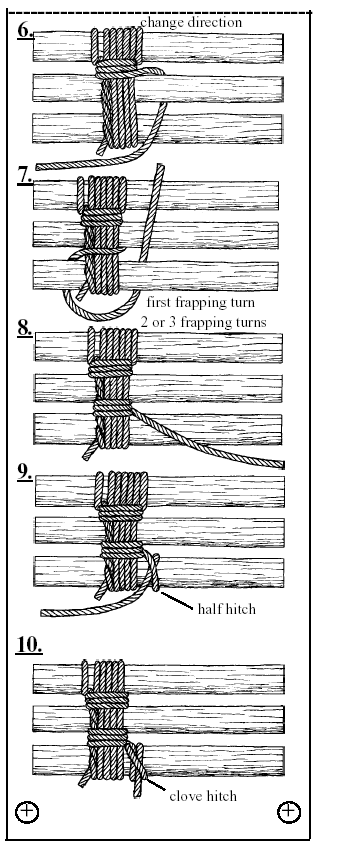 6.
change direction
7.
first frapping turn
2 or 3 frapping turns
8.
9.
half hitch
10.
clove hitch